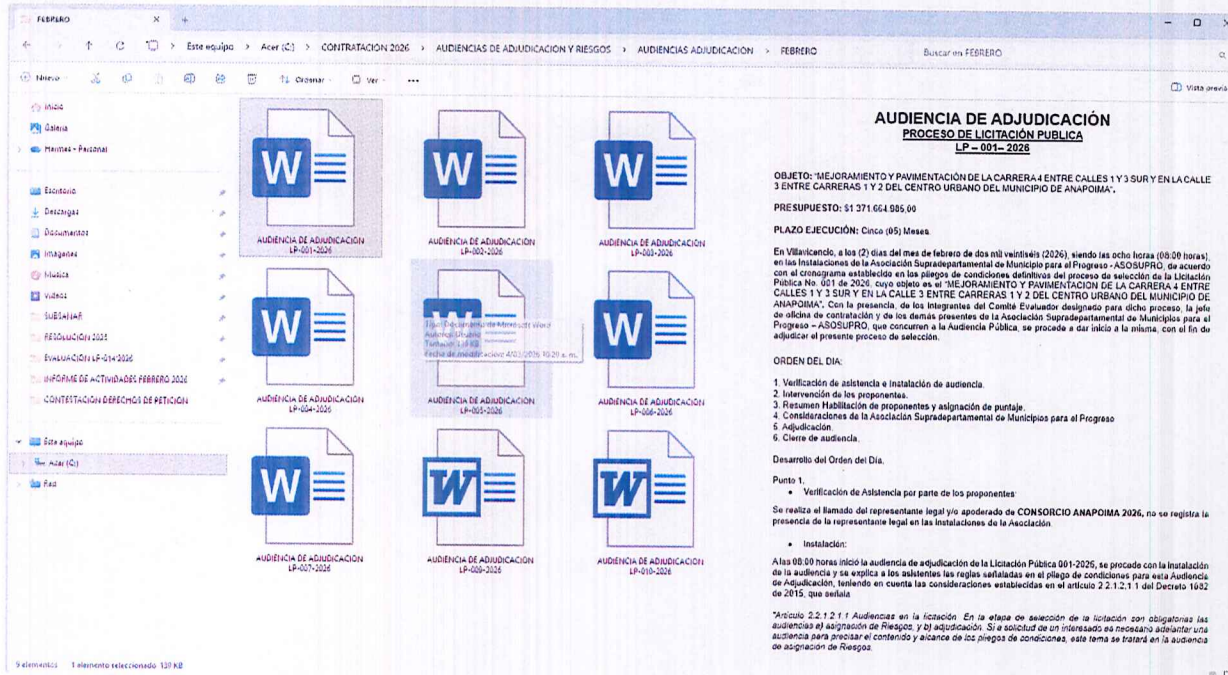 FEBRERO
Este equipo > Acer (C:) > CONTRATACION 2026 > AUDIENCIAS DE ADJUDICACION Y RIESGOS > AUDIENCIAS ADJUDICACION > FEBRERO
Buscar en FEBRERO
Nuevo
Ordenar
Ver
...
Vista previa
Inicio
Galería
Hermes - Personal
Escritorio
Descargas
Documentos
Imágenes
Música
Videos
SUBSANAR
RESOLUCIÓN 2025
EVALUACIÓN LP-014-2026
INFORME DE ACTIVIDADES FEBRERO 2026
CONTESTACIÓN DERECHOS DE PETICION
Este equipo
Acer (C:)
Red
AUDIENCIA DE ADJUDICACIÓN
LP-001-2026
AUDIENCIA DE ADJUDICACIÓN
LP-002-2026
AUDIENCIA DE ADJUDICACIÓN
LP-003-2026
AUDIENCIA DE ADJUDICACIÓN
LP-004-2026
AUDIENCIA DE ADJUDICACIÓN
LP-005-2026
AUDIENCIA DE ADJUDICACIÓN
LP-006-2026
Tipo: Documento de Microsoft Word
Autores: Usuario
Tamaño: 139 KB
Fecha de modificación: 4/02/2026 10:20 a. m.
AUDIENCIA DE ADJUDICACIÓN
LP-007-2026
AUDIENCIA DE ADJUDICACIÓN
LP-009-2026
AUDIENCIA DE ADJUDICACIÓN
LP-010-2026
9 elementos
1 elemento seleccionado 139 KB
AUDIENCIA DE ADJUDICACIÓN
PROCESO DE LICITACIÓN PUBLICA
LP – 001– 2026
OBJETO: "MEJORAMIENTO Y PAVIMENTACIÓN DE LA CARRERA 4 ENTRE CALLES 1 Y 3 SUR Y EN LA CALLE
3 ENTRE CARRERAS 1 Y 2 DEL CENTRO URBANO DEL MUNICIPIO DE ANAPOIMA".
PRESUPUESTO: $1.371.664.985,00
PLAZO EJECUCIÓN: Cinco (05) Meses
En Villavicencio, a los (2) días del mes de febrero de dos mil veintiséis (2026), siendo las ocho horas (08:00 horas),
en las Instalaciones de la Asociación Supradepartamental de Municipio para el Progreso - ASOSUPRO, de acuerdo
con el cronograma establecido en los pliegos de condiciones definitivos del proceso de selección de la Licitación
Pública No. 001 de 2026, cuyo objeto es el "MEJORAMIENTO Y PAVIMENTACION DE LA CARRERA 4 ENTRE
CALLES 1 Y 3 SUR Y EN LA CALLE 3 ENTRE CARRERAS 1 Y 2 DEL CENTRO URBANO DEL MUNICIPIO DE
ANAPOIMA". Con la presencia, de los integrantes del Comité Evaluador designado para dicho proceso, la jefe
de oficina de contratación y de los demás presentes de la Asociación Supradepartamental de Municipios para el
Progreso – ASOSUPRO, que concurren a la Audiencia Pública, se procede a dar inicio a la misma, con el fin de
adjudicar el presente proceso de selección.
ORDEN DEL DIA:
1. Verificación de asistencia e Instalación de audiencia.
2. Intervención de los proponentes.
3. Resumen Habilitación de proponentes y asignación de puntaje.
4. Consideraciones de la Asociación Supradepartamental de Municipios para el Progreso
5. Adjudicación.
6. Cierre de audiencia.
Desarrollo del Orden del Día.
Punto 1.
• Verificación de Asistencia por parte de los proponentes:
Se realiza el llamado del representante legal y/o apoderado de CONSORCIO ANAPOIMA 2026, no se registra la
presencia de la representante legal en las instalaciones de la Asociación.
• Instalación:
A las 08:00 horas inició la audiencia de adjudicación de la Licitación Pública 001-2026, se procede con la Instalación
de la audiencia y se explica a los asistentes las reglas señaladas en el pliego de condiciones para esta Audiencia
de Adjudicación, teniendo en cuenta las consideraciones establecidas en el artículo 2.2.1.2.1.1 del Decreto 1082
de 2015, que señala
"Artículo 2.2.1.2.1.1 Audiencias en la licitación. En la etapa de selección de la licitación son obligatorias las
audiencias a) asignación de Riesgos, y b) adjudicación. Si a solicitud de un interesado es necesario adelantar una
audiencia para precisar el contenido y alcance de los pliegos de condiciones, este tema se tratará en la audiencia
de asignación de Riesgos.